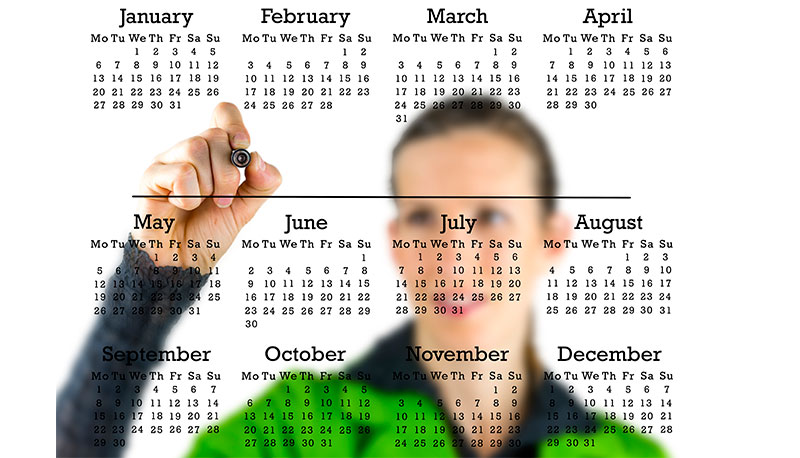 January
Mo Tu We Th Fr Sa Su
1 2 3 4 5
6 7 8 9 10 11 12
13 14 15 16 17 18 19
20 21 22 23 24 25 26
27 28 29 30 31
February
Mo Tu We Th Fr Sa Su
1 2
3 4 5 6 7 8 9
10 11 12 13 14 15 16
17 18 19 20 21 22 23
24 25 26 27 28
March
Mo Tu We Th Fr Sa Su
1 2
3 4 5 6 7 8 9
10 11 12 13 14 15 16
17 18 19 20 21 22 23
24 25 26 27 28 29 30
31
April
Mo Tu We Th Fr Sa Su
1 2 3 4 5 6
7 8 9 10 11 12 13
14 15 16 17 18 19 20
21 22 23 24 25 26 27
28 29 30
May
Mo Tu We Th Fr Sa Su
1 2 3 4
5 6 7 8 9 10 11
12 13 14 15 16 17 18
19 20 21 22 23 24 25
26 27 28 29 30 31
June
Mo Tu We Th Fr Sa Su
1
2 3 4 5 6 7 8
9 10 11 12 13 14 15
16 17 18 19 20 21 22
23 24 25 26 27 28 29
30
July
Mo Tu We Th Fr Sa Su
1 2 3 4 5 6
7 8 9 10 11 12 13
14 15 16 17 18 19 20
21 22 23 24 25 26 27
28 29 30 31
August
Mo Tu We Th Fr Sa Su
1 2 3
4 5 6 7 8 9 10
11 12 13 14 15 16 17
18 19 20 21 22 23 24
25 26 27 28 29 30 31
September
Mo Tu We Th Fr Sa Su
1 2 3 4 5 6 7
8 9 10 11 12 13 14
15 16 17 18 19 20 21
22 23 24 25 26 27 28
29 30
October
Mo Tu We Th Fr Sa Su
1 2 3 4 5
6 7 8 9 10 11 12
13 14 15 16 17 18 19
20 21 22 23 24 25 26
27 28 29 30 31
November
Mo Tu We Th Fr Sa Su
1 2
3 4 5 6 7 8 9
10 11 12 13 14 15 16
17 18 19 20 21 22 23
24 25 26 27 28 29 30
December
Mo Tu We Th Fr Sa Su
1 2 3 4 5 6 7
8 9 10 11 12 13 14
15 16 17 18 19 20 21
22 23 24 25 26 27 28
29 30 31